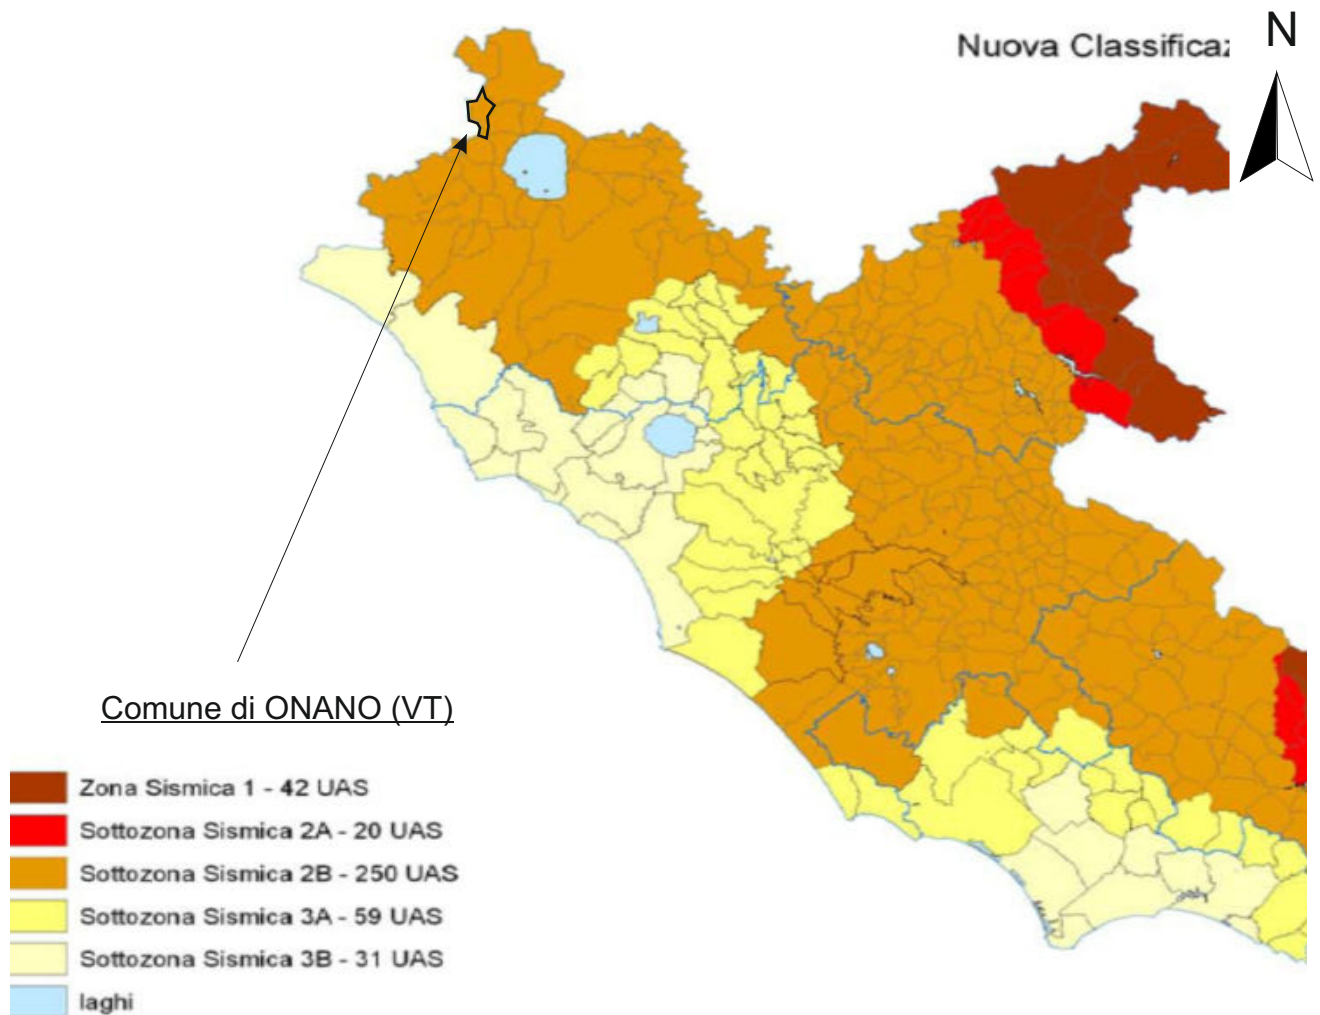 Nuova Classificaz
N
Comune di ONANO (VT)
Zona Sismica 1 - 42 UAS
Sottozona Sismica 2A - 20 UAS
Sottozona Sismica 2B - 250 UAS
Sottozona Sismica 3A - 59 UAS
Sottozona Sismica 3B - 31 UAS
laghi